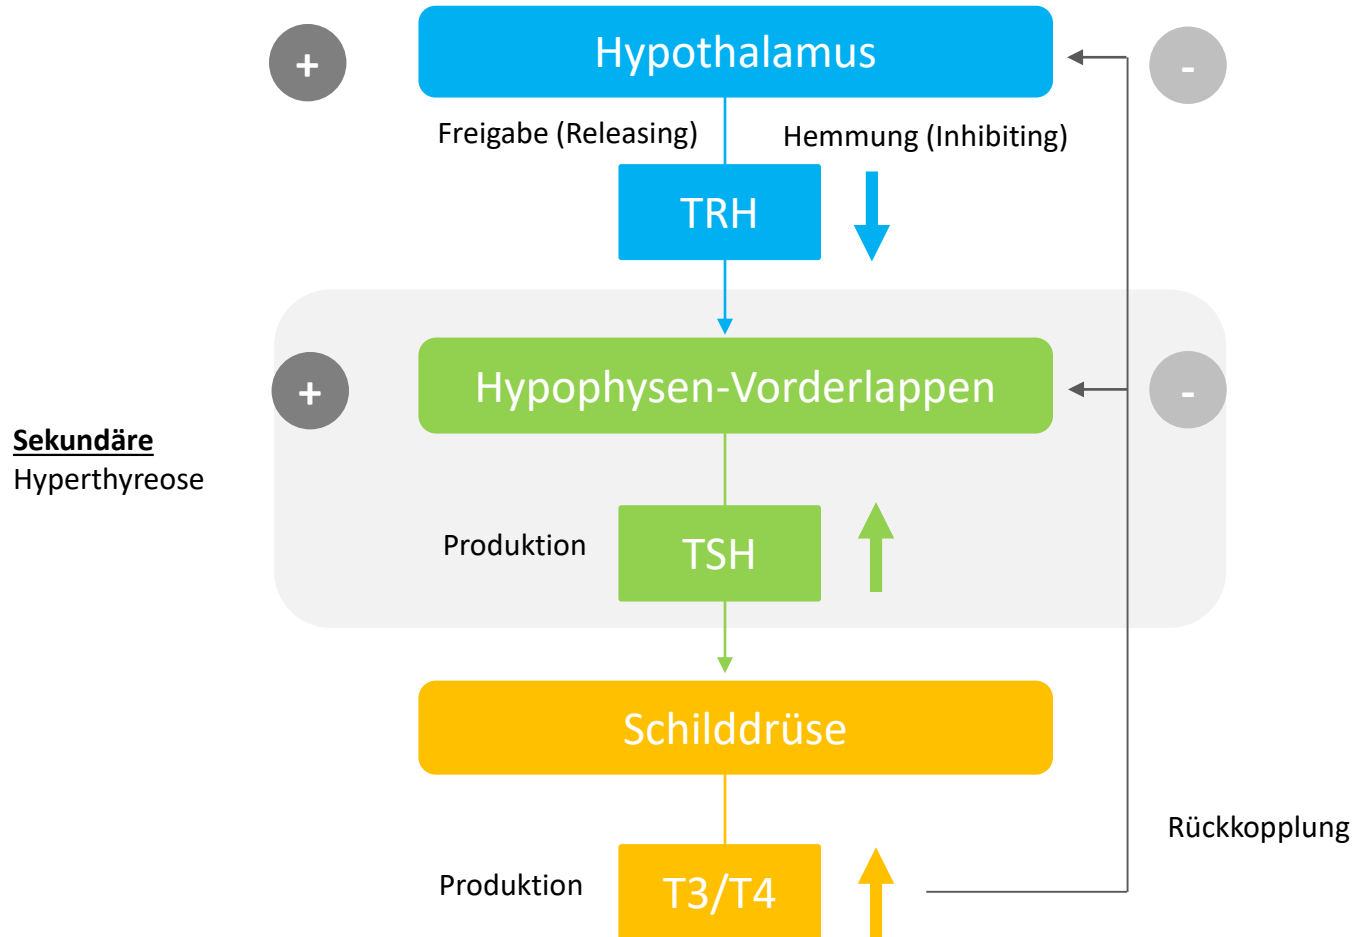 +
Hypothalamus
-
Freigabe (Releasing)
Hemmung (Inhibiting)
TRH
+
Hypophysen-Vorderlappen
-
Sekundäre
Hyperthyreose
Produktion
TSH
Schilddrüse
Rückkopplung
Produktion
T3/T4